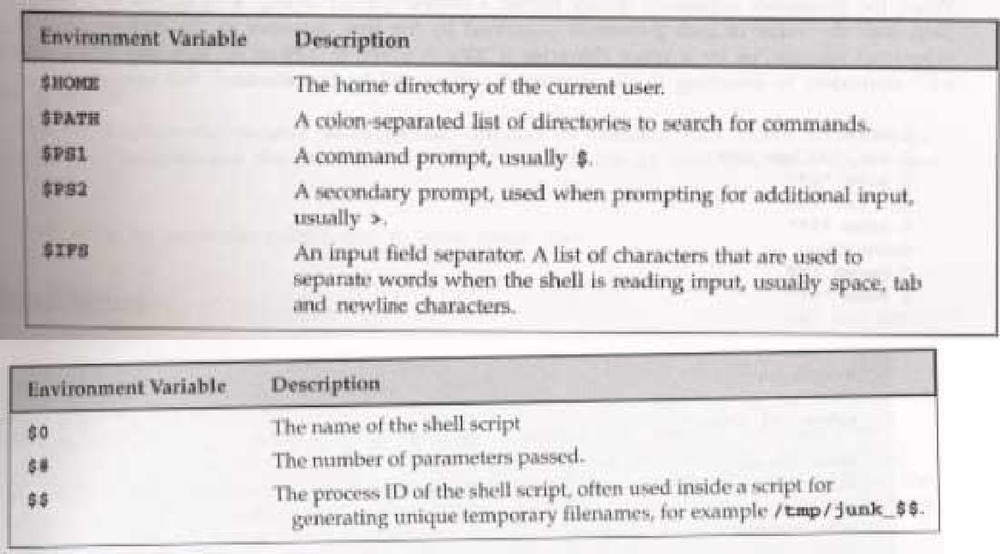 Environment Variable Description
$HOME The home directory of the current user.
$PATH A colon-separated list of directories to search for commands.
$PS1 A command prompt, usually $.
$PS2 A secondary prompt, used when prompting for additional input,
usually >.
$IFS An input field separator. A list of characters that are used to
separate words when the shell is reading input, usually space, tab
and newline characters.
Environment Variable Description
$0 The name of the shell script
$# The number of parameters passed.
$$ The process ID of the shell script, often used inside a script for
generating unique temporary filenames, for example /tmp/junk_$$.